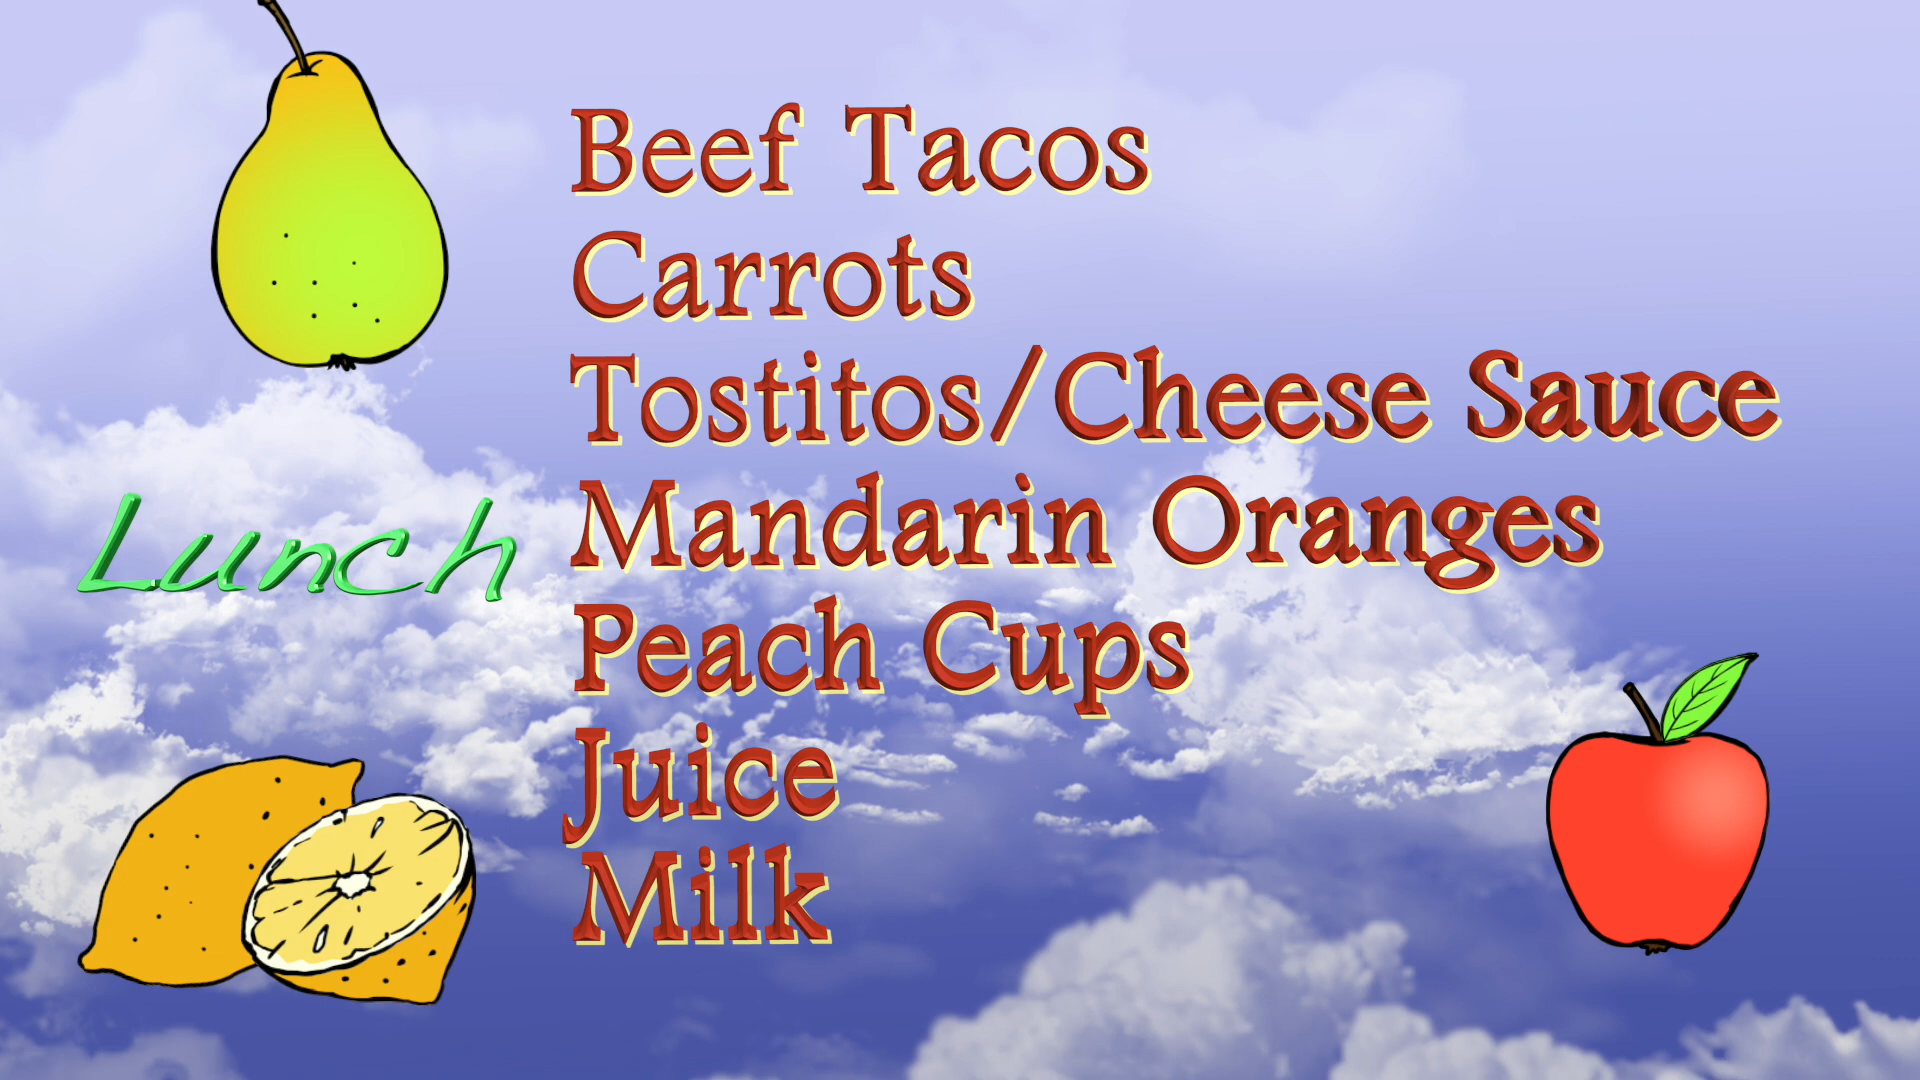 Beef Tacos
Carrots
Tostitos/Cheese Sauce
Lunch
Mandarin Oranges
Peach Cups
Juice
Milk